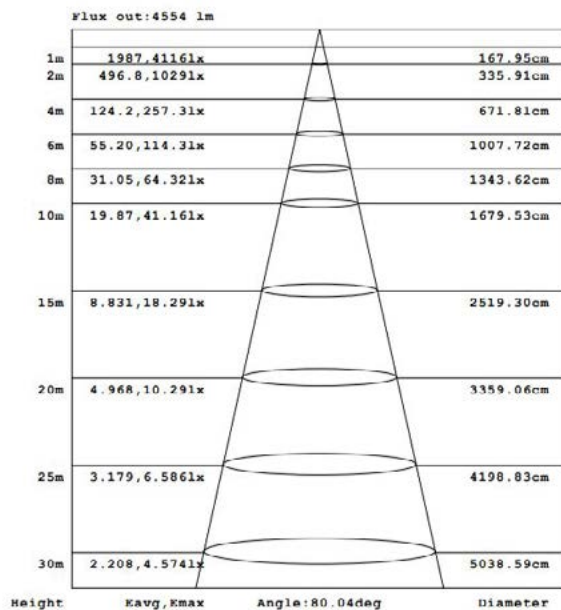 Flux out:4554 lm
1m 1987,4116lx 167.95cm
2m 496.8,1029lx 335.91cm
4m 124.2,257.3lx 671.81cm
6m 55.20,114.3lx 1007.72cm
8m 31.05,64.32lx 1343.62cm
10m 19.87,41.16lx 1679.53cm
15m 8.831,18.29lx 2519.30cm
20m 4.968,10.29lx 3359.06cm
25m 3.179,6.586lx 4198.83cm
30m 2.208,4.574lx 5038.59cm
Height Eavg,Emax Angle:80.04deg Diameter